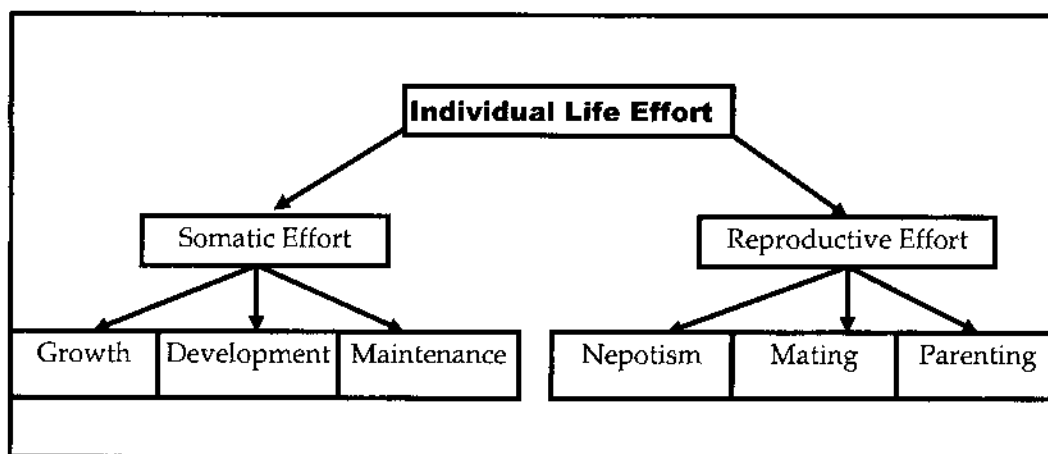 Individual Life Effort
Somatic Effort
Reproductive Effort
Growth
Development
Maintenance
Nepotism
Mating
Parenting